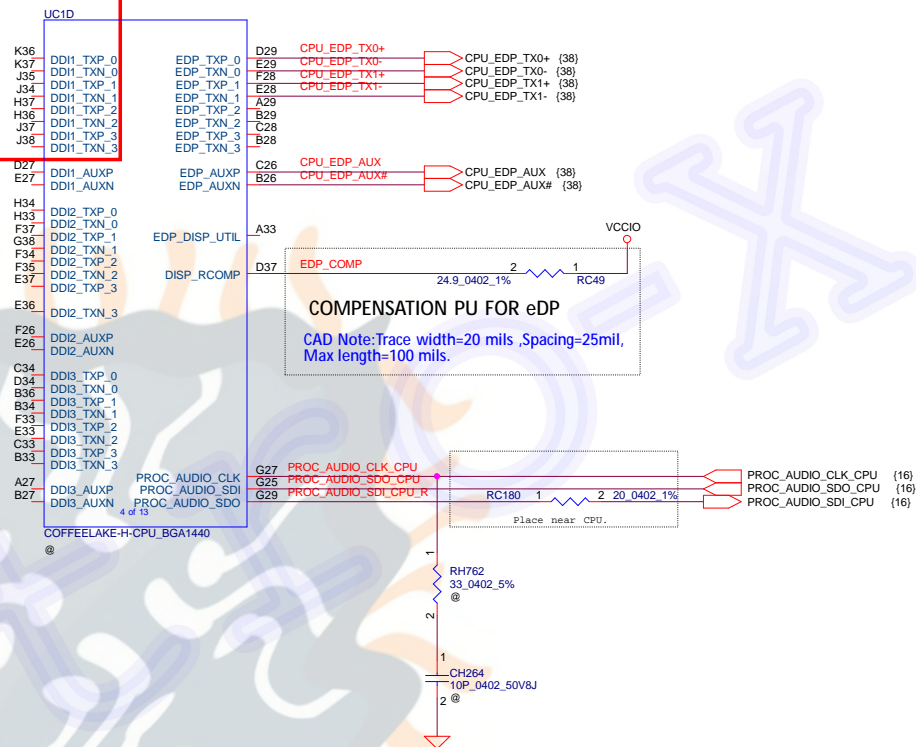 UC1D
K36 DDI1_TXP_0 EDP_TXP_0 D29 CPU_EDP_TX0+ CPU_EDP_TX0+ {38}
K37 DDI1_TXN_0 EDP_TXN_0 E29 CPU_EDP_TX0- CPU_EDP_TX0- {38}
J35 DDI1_TXP_1 EDP_TXP_1 F28 CPU_EDP_TX1+ CPU_EDP_TX1+ {38}
J34 DDI1_TXN_1 EDP_TXN_1 E28 CPU_EDP_TX1- CPU_EDP_TX1- {38}
H37 DDI1_TXP_2 EDP_TXP_2 A29
H36 DDI1_TXN_2 EDP_TXN_2 B29
J37 DDI1_TXP_3 EDP_TXP_3 C28
J38 DDI1_TXN_3 EDP_TXN_3 B28
D27 DDI1_AUXP EDP_AUXP C26 CPU_EDP_AUX CPU_EDP_AUX {38}
E27 DDI1_AUXN EDP_AUXN B26 CPU_EDP_AUX# CPU_EDP_AUX# {38}
H34 DDI2_TXP_0
H33 DDI2_TXN_0
F37 DDI2_TXP_1 EDP_DISP_UTIL A33
G38 DDI2_TXN_1
F34 DDI2_TXP_2
F35 DDI2_TXN_2 DISP_RCOMP D37 EDP_COMP 2 1 VCCIO
E37 DDI2_TXP_3 24.9_0402_1% RC49
E36 DDI2_TXN_3
COMPENSATION PU FOR eDP
CAD Note:Trace width=20 mils ,Spacing=25mil,
Max length=100 mils.
F26 DDI2_AUXP
E26 DDI2_AUXN
C34 DDI3_TXP_0
D34 DDI3_TXN_0
B36 DDI3_TXP_1
B34 DDI3_TXN_1
F33 DDI3_TXP_2
E33 DDI3_TXN_2
C33 DDI3_TXP_3
B33 DDI3_TXN_3
PROC_AUDIO_CLK G27 PROC_AUDIO_CLK_CPU PROC_AUDIO_CLK_CPU {16}
A27 DDI3_AUXP PROC_AUDIO_SDI G25 PROC_AUDIO_SDO_CPU PROC_AUDIO_SDO_CPU {16}
B27 DDI3_AUXN PROC_AUDIO_SDO G29 PROC_AUDIO_SDI_CPU_R RC180 1 2 20_0402_1% PROC_AUDIO_SDI_CPU {16}
4 of 13
Place near CPU.
COFFEELAKE-H-CPU_BGA1440
@
1
RH762
33_0402_5%
@
2
1
CH264
10P_0402_50V8J
@
2
O-X